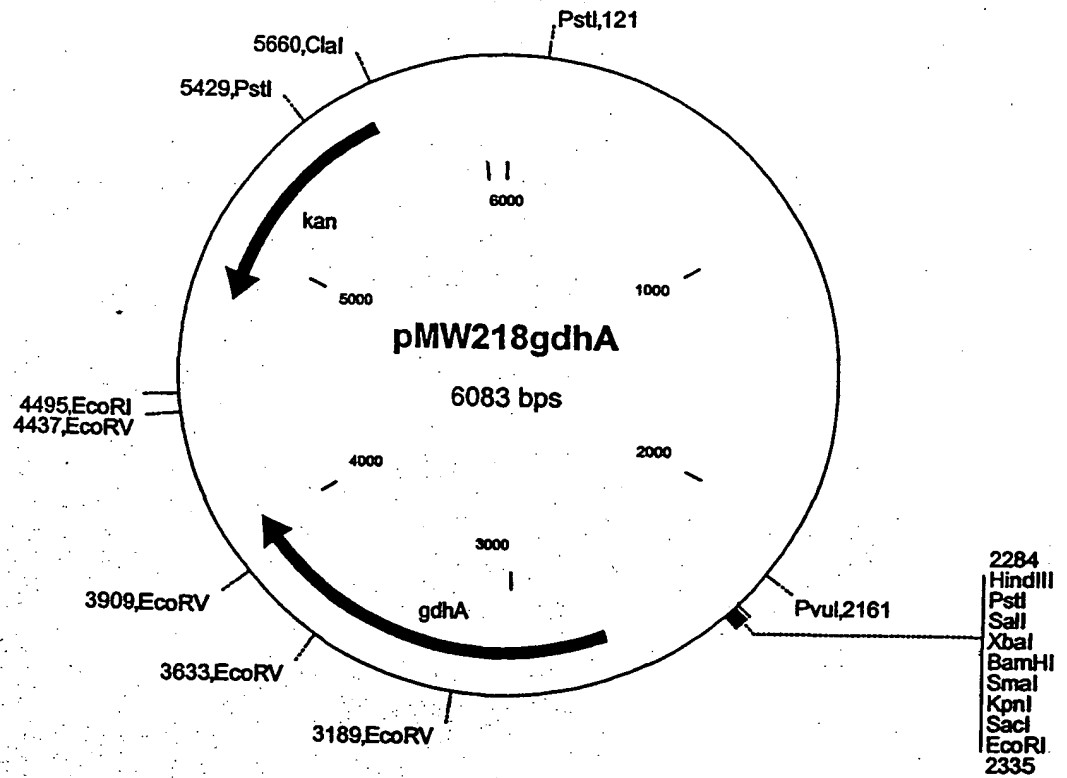 PstI,121
5660,ClaI
5429,PstI
6000
kan
1000
5000
pMW218gdhA
6083 bps
4495,EcoRI
4437,EcoRV
4000
2000
3000
2284
HindIII
PstI
SalI
XbaI
BamHI
SmaI
KpnI
SacI
EcoRI
2335
PvuI,2161
3909,EcoRV
gdhA
3633,EcoRV
3189,EcoRV